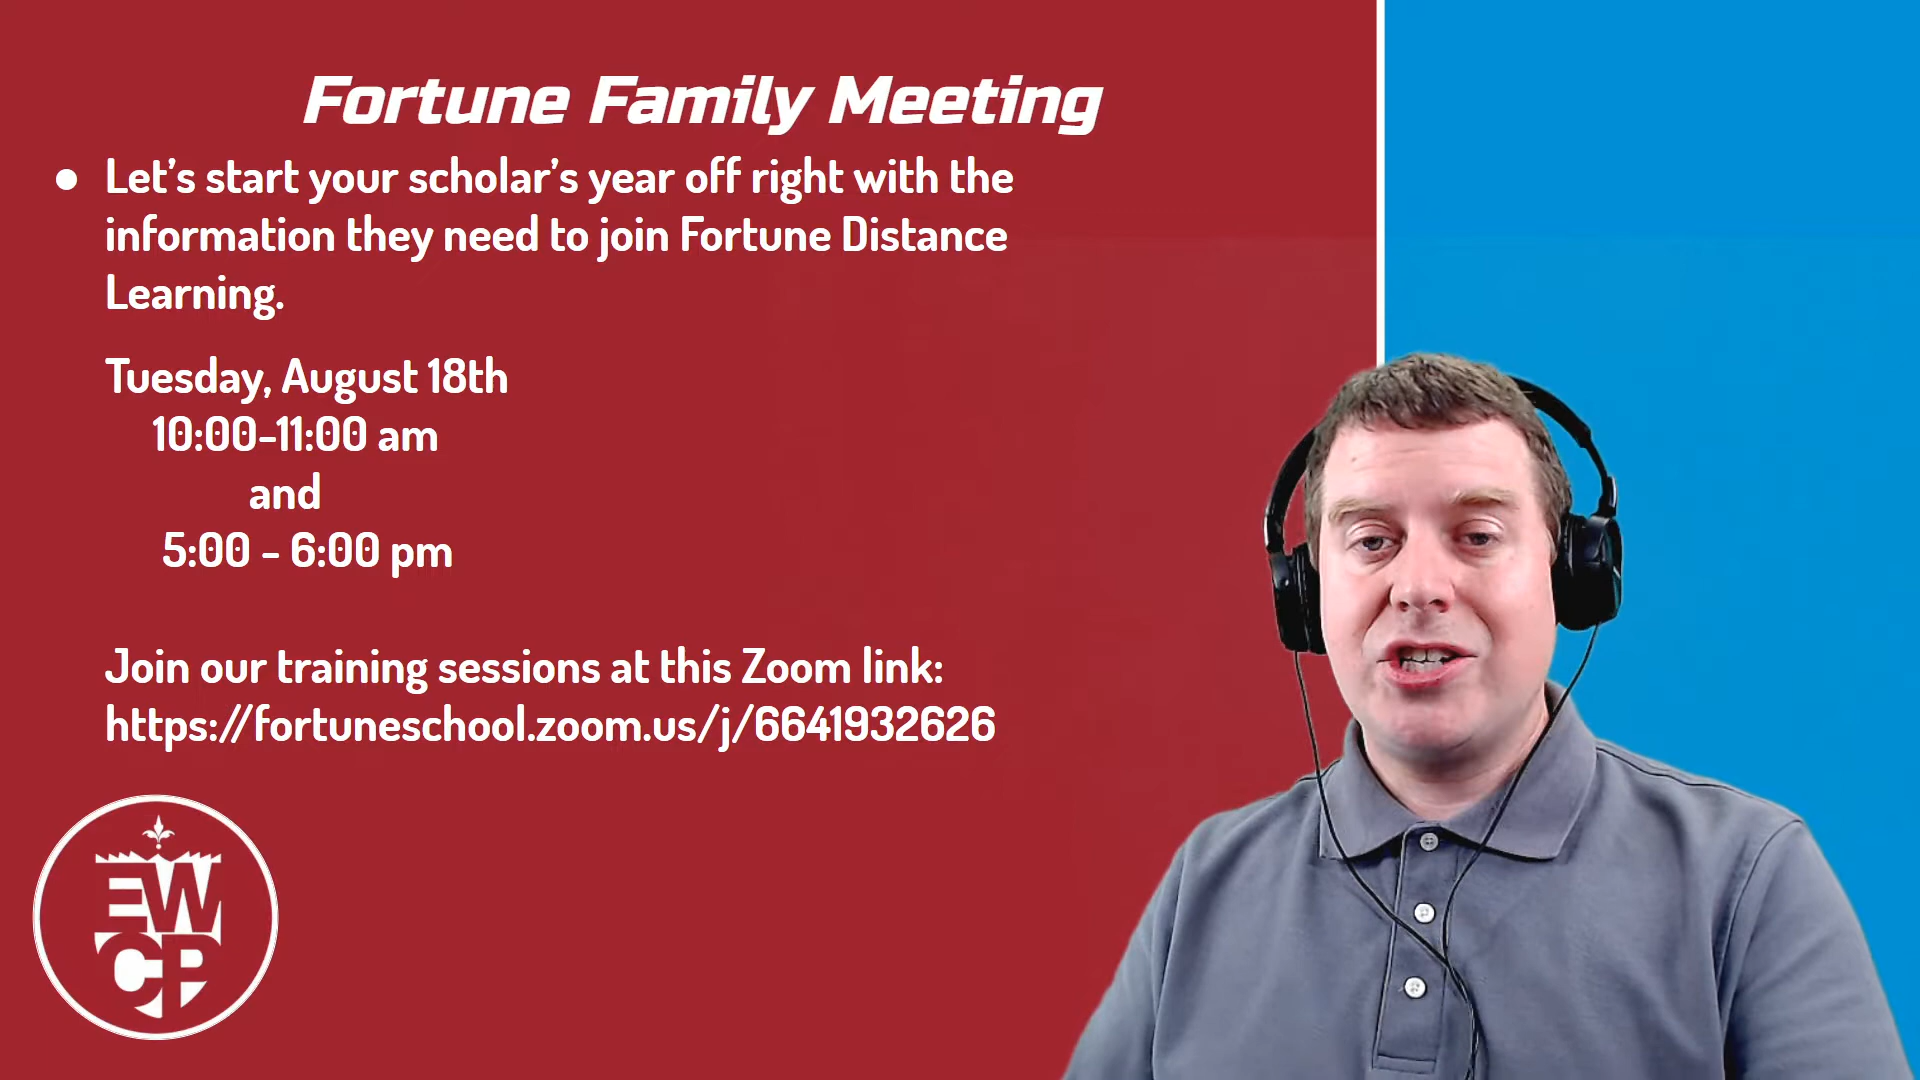 Fortune Family Meeting
● Let’s start your scholar’s year off right with the
information they need to join Fortune Distance
Learning.
Tuesday, August 18th
10:00-11:00 am
and
5:00 - 6:00 pm
Join our training sessions at this Zoom link:
https://fortuneschool.zoom.us/j/6641932626
EW
CP